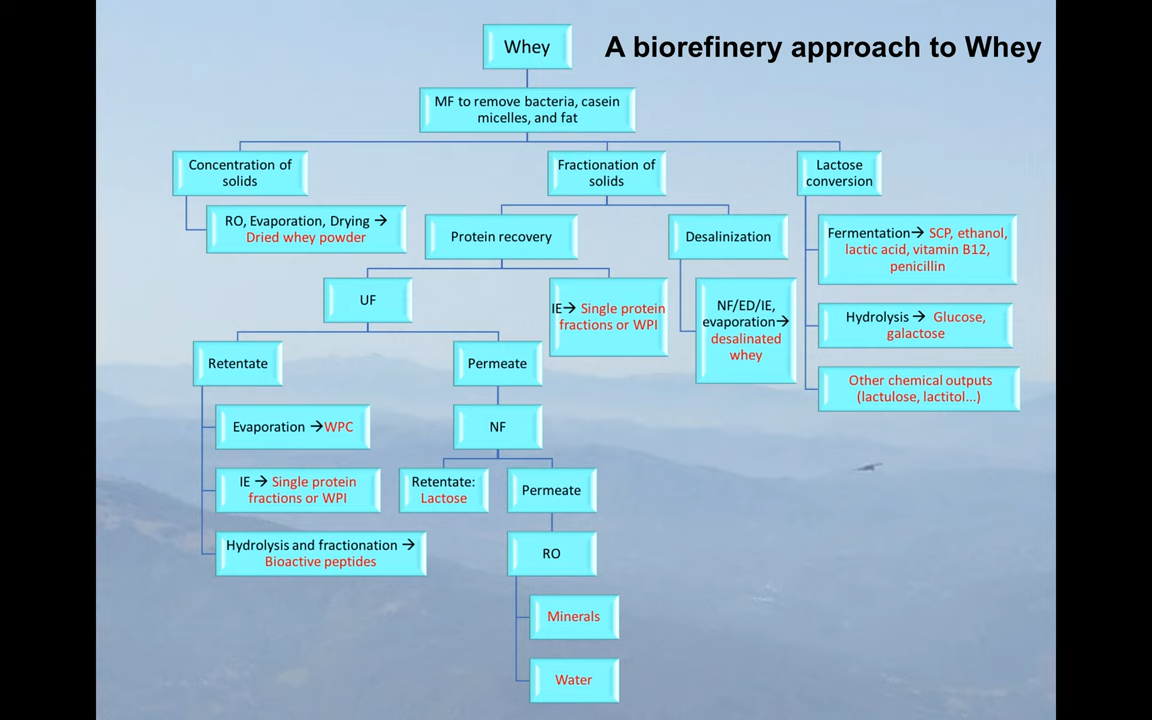 Whey
A biorefinery approach to Whey
MF to remove bacteria, casein
micelles, and fat
Concentration of
solids
Fractionation of
solids
Lactose
conversion
RO, Evaporation, Drying →
Dried whey powder
Protein recovery
Desalinization
Fermentation→ SCP, ethanol,
lactic acid, vitamin B12,
penicillin
UF
IE→ Single protein
fractions or WPI
NF/ED/IE,
evaporation→
desalinated
whey
Hydrolysis → Glucose,
galactose
Retentate
Permeate
Other chemical outputs
(lactulose, lactitol...)
Evaporation →WPC
NF
IE → Single protein
fractions or WPI
Retentate:
Lactose
Permeate
Hydrolysis and fractionation →
Bioactive peptides
RO
Minerals
Water